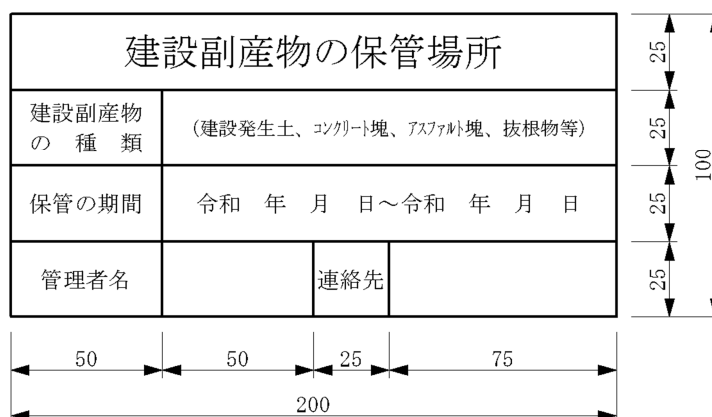 建設副産物の保管場所
建設副産物
の 種 類
(建設発生土、ｺﾝｸﾘｰﾄ塊、ｱｽﾌｧﾙﾄ塊、抜根物等)
保管の期間
令和 年 月 日～令和 年 月 日
管理者名
連絡先
25
25
25
25
100
50
50
25
75
200